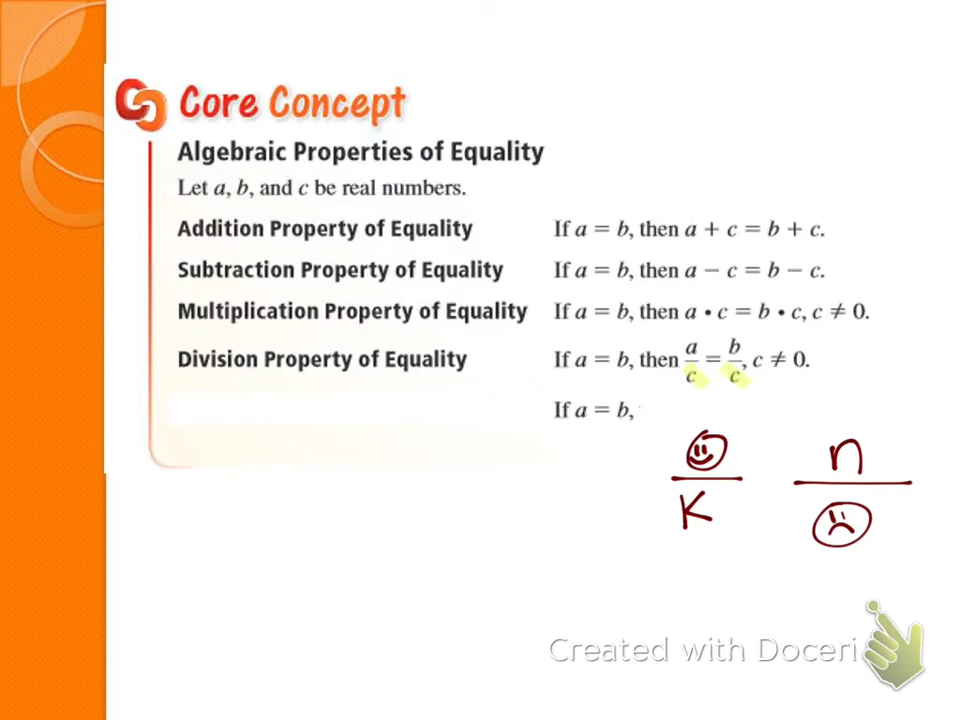 Core Concept
Algebraic Properties of Equality
Let a, b, and c be real numbers.
Addition Property of Equality If a = b, then a + c = b + c.
Subtraction Property of Equality If a = b, then a − c = b − c.
Multiplication Property of Equality If a = b, then a • c = b • c, c ≠ 0.
Division Property of Equality If a = b, then a/c = b/c, c ≠ 0.
If a = b,
n
K
Created with Doceri